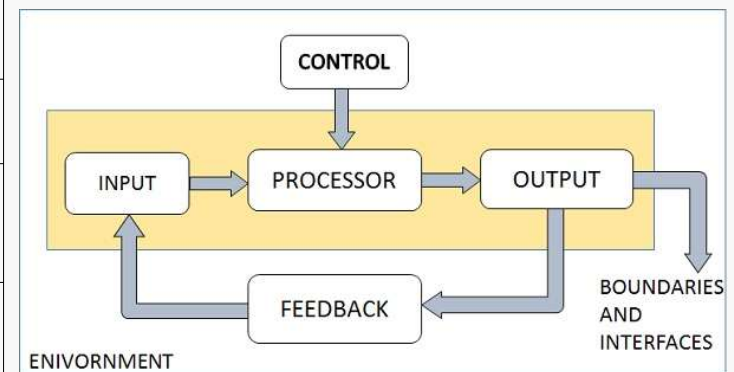 CONTROL
INPUT
PROCESSOR
OUTPUT
FEEDBACK
BOUNDARIES
AND
INTERFACES
ENIVORNMENT